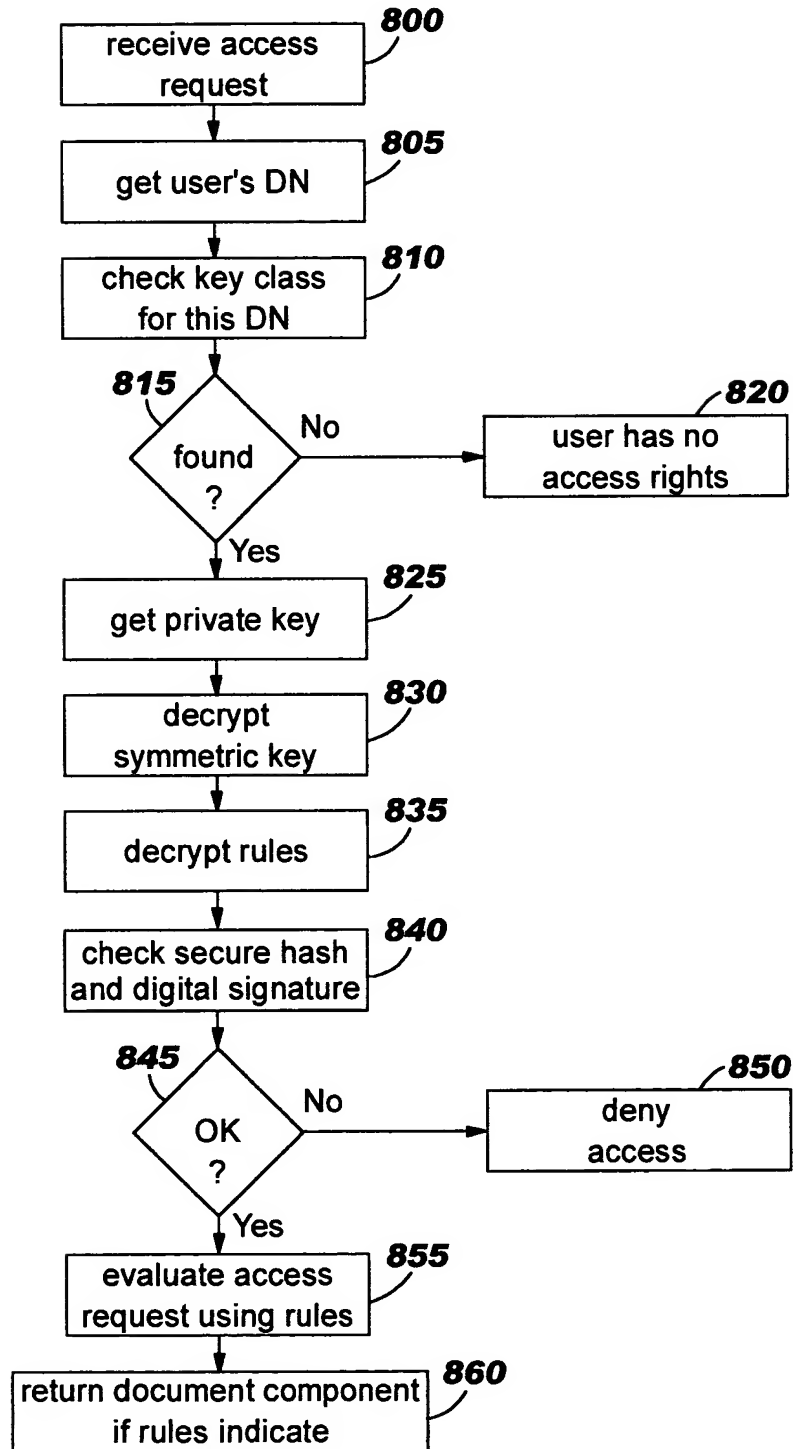 800
receive access
request
805
get user's DN
810
check key class
for this DN
815
found
?
No
820
user has no
access rights
Yes
825
get private key
830
decrypt
symmetric key
835
decrypt rules
840
check secure hash
and digital signature
845
OK
?
No
850
deny
access
Yes
855
evaluate access
request using rules
860
return document component
if rules indicate